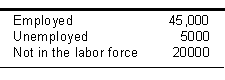 Employed 45,000
Unemployed 5000
Not in the labor force 20000